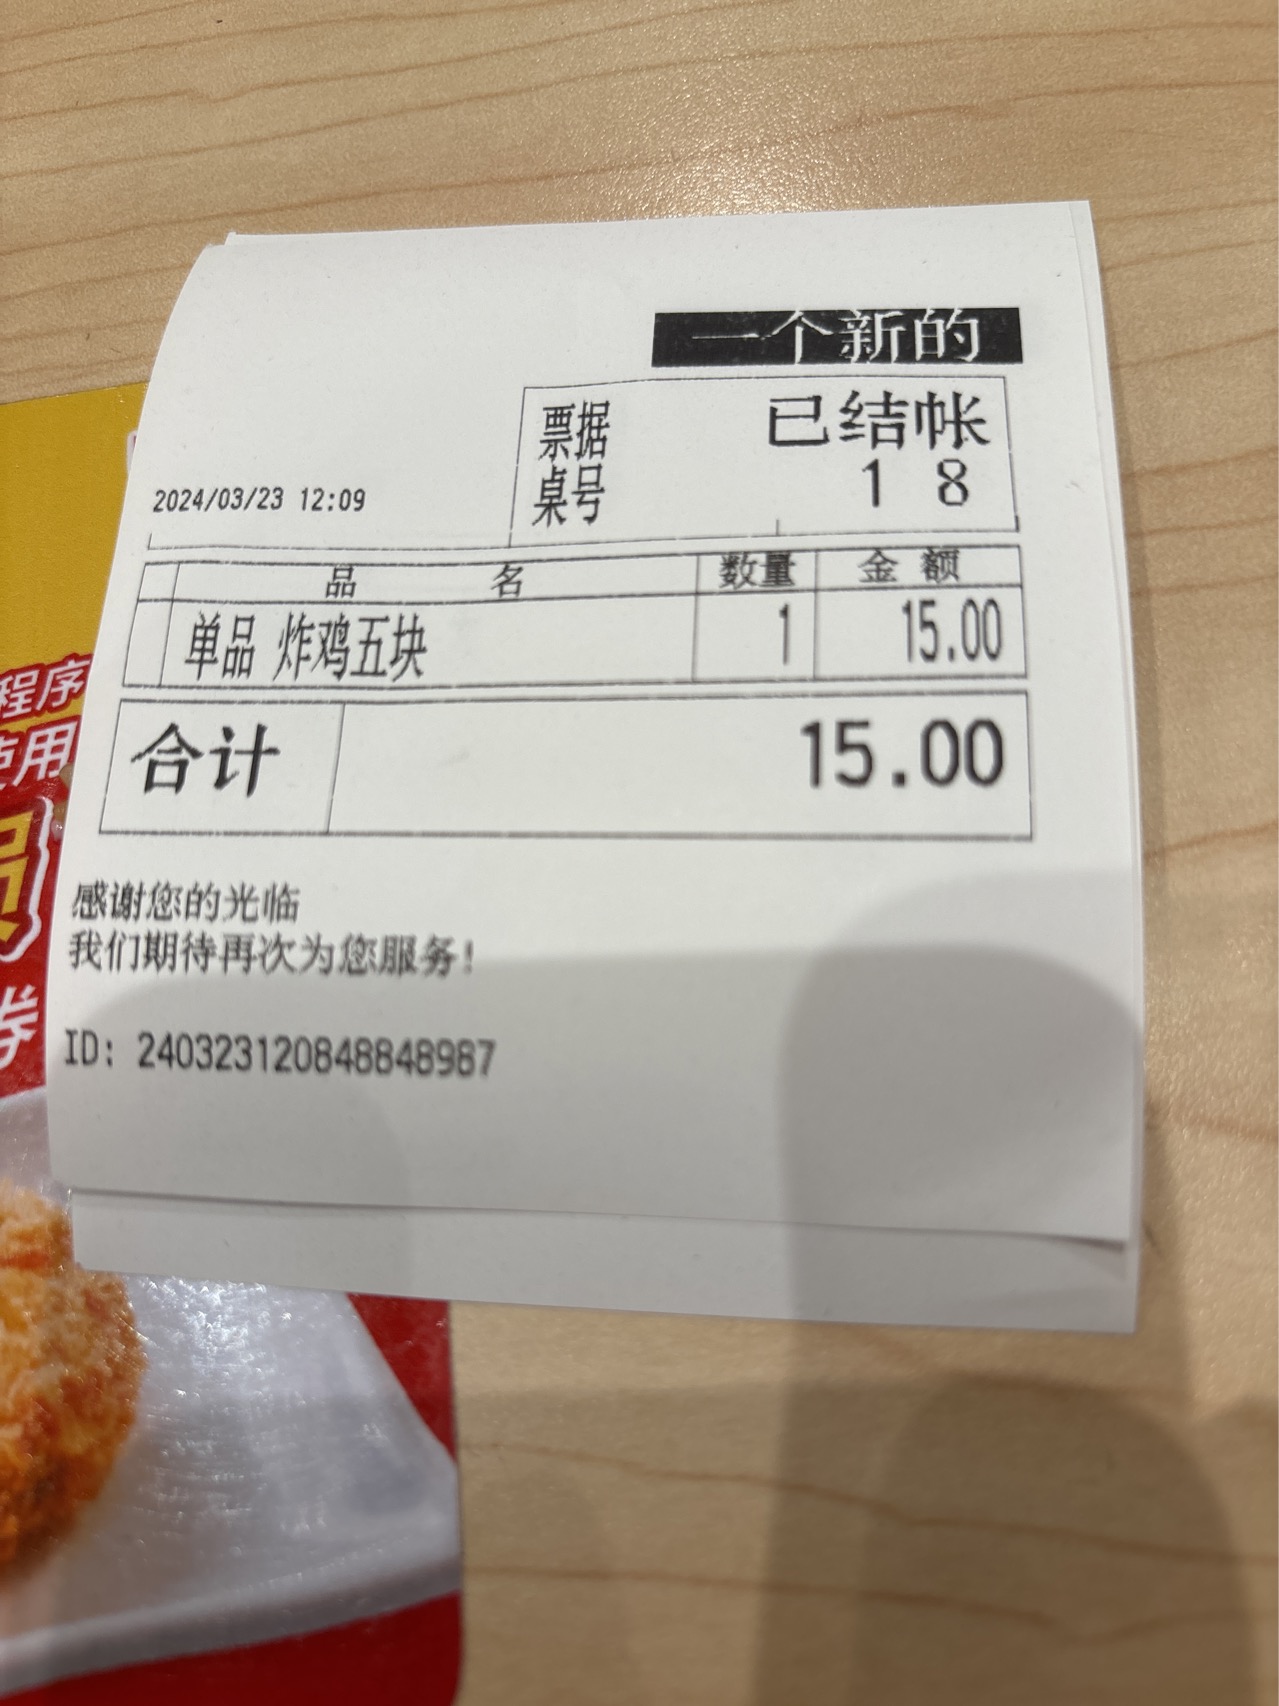 一个新的
票据 已结帐
桌号 1 8
2024/03/23 12:09
品 名 数量 金 额
单品 炸鸡五块 1 15.00
合计 15.00
感谢您的光临
我们期待再次为您服务!
ID: 240323120848848987
程序
使用
券